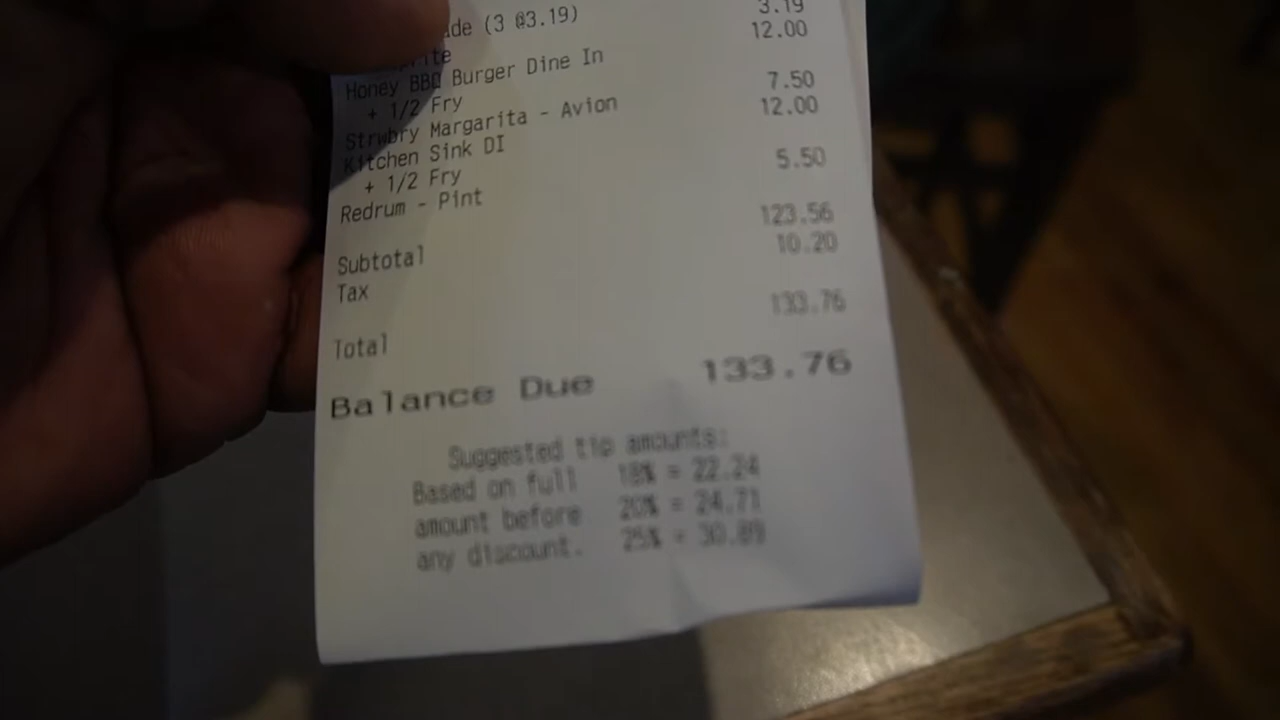 ade (3 @3.19)
rite 3.19
Honey BBQ Burger Dine In 12.00
+ 1/2 Fry
Strwbry Margarita - Avion 7.50
Kitchen Sink DI 12.00
+ 1/2 Fry
Redrum - Pint 5.50
Subtotal 123.56
Tax 10.20
Total 133.76
Balance Due 133.76
Suggested tip amounts:
Based on full 18% = 22.24
amount before 20% = 24.71
any discount. 25% = 30.89